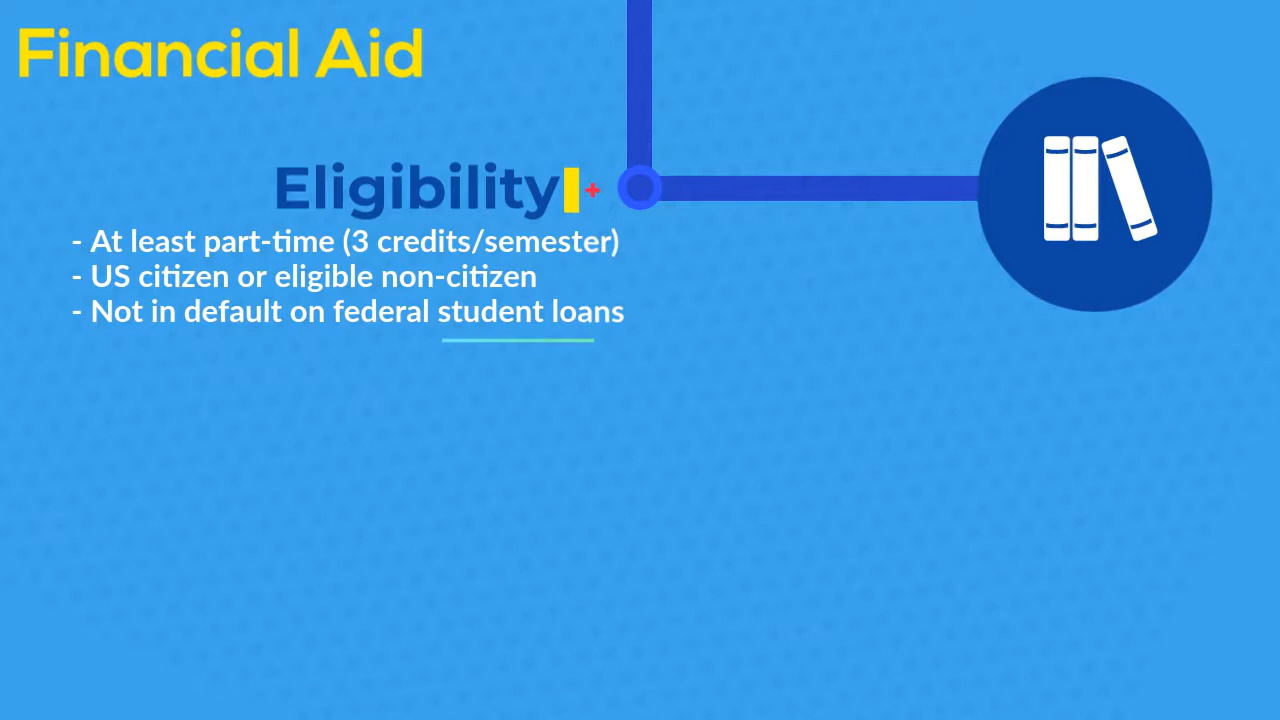 Financial Aid
Eligibility
- At least part-time (3 credits/semester)
- US citizen or eligible non-citizen
- Not in default on federal student loans